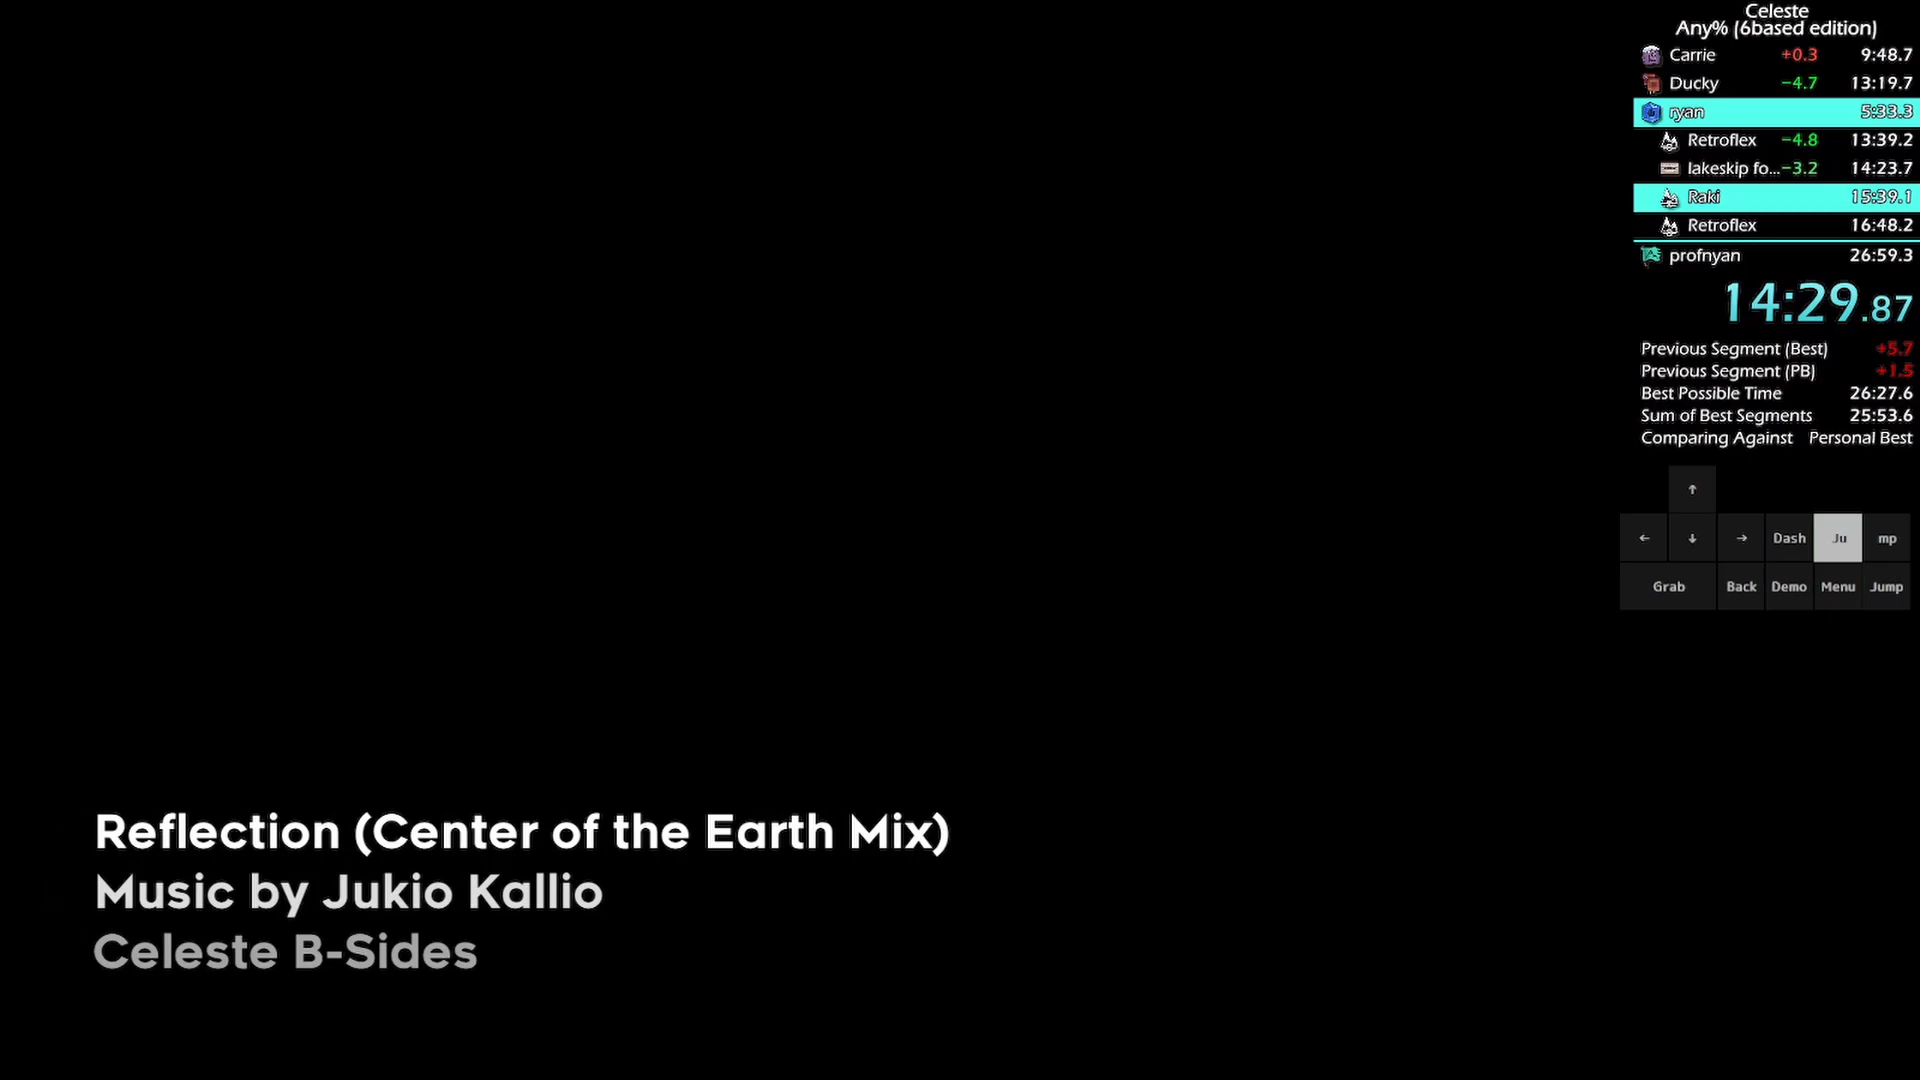 Celeste
Any% (6based edition)
Carrie +0.3 9:48.7
Ducky −4.7 13:19.7
ryan 5:33.3
Retroflex −4.8 13:39.2
lakeskip fo... −3.2 14:23.7
Raki 15:39.1
Retroflex 16:48.2
profnyan 26:59.3
14:29.87
Previous Segment (Best) +5.7
Previous Segment (PB) +1.5
Best Possible Time 26:27.6
Sum of Best Segments 25:53.6
Comparing Against Personal Best
↑
← ↓ → Dash Ju mp
Grab Back Demo Menu Jump
Reflection (Center of the Earth Mix)
Music by Jukio Kallio
Celeste B-Sides